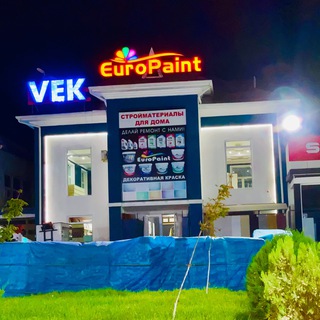 EuroPaint
VEK
СТРОЙМАТЕРИАЛЫ
ДЛЯ ДОМА
ДЕЛАЙ РЕМОНТ С НАМИ!
EuroPaint
ДЕКОРАТИВНАЯ КРАСКА
S